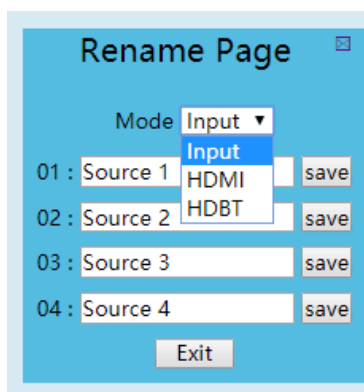 Rename Page
Mode Input ▼
Input
HDMI
HDBT
01 : Source 1 save
02 : Source 2 save
03 : Source 3 save
04 : Source 4 save
Exit